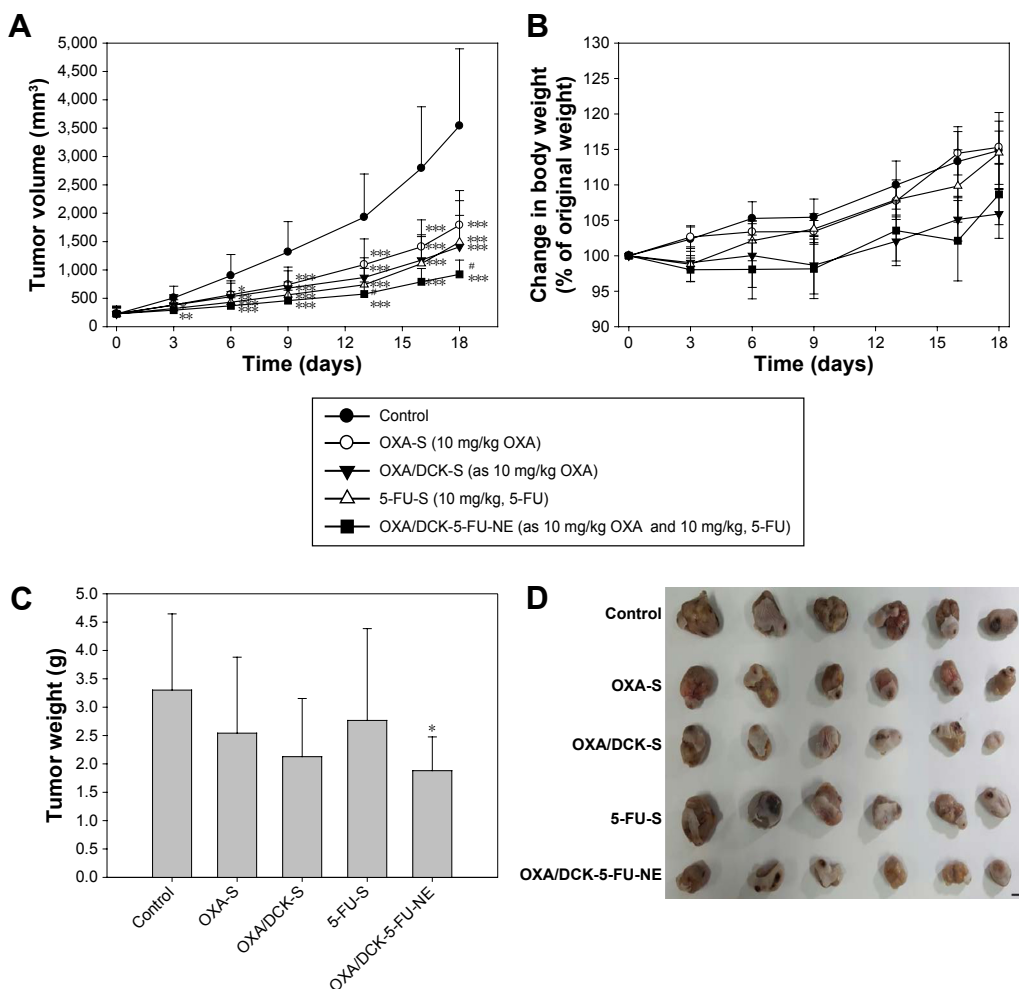 A
5,000
4,500
4,000
3,500
3,000
2,500
2,000
1,500
1,000
500
0
Tumor volume (mm³)
0 3 6 9 12 15 18
Time (days)
** * ** *** *** *** *** *** *** *** # *** *** *** *** *** *** *** *** # ***
B
130
125
120
115
110
105
100
95
90
Change in body weight
(% of original weight)
0 3 6 9 12 15 18
Time (days)
Control
OXA-S (10 mg/kg OXA)
OXA/DCK-S (as 10 mg/kg OXA)
5-FU-S (10 mg/kg, 5-FU)
OXA/DCK-5-FU-NE (as 10 mg/kg OXA and 10 mg/kg, 5-FU)
C
5.0
4.5
4.0
3.5
3.0
2.5
2.0
1.5
1.0
0.5
0.0
Tumor weight (g)
*
Control
OXA-S
OXA/DCK-S
5-FU-S
OXA/DCK-5-FU-NE
D
Control
OXA-S
OXA/DCK-S
5-FU-S
OXA/DCK-5-FU-NE